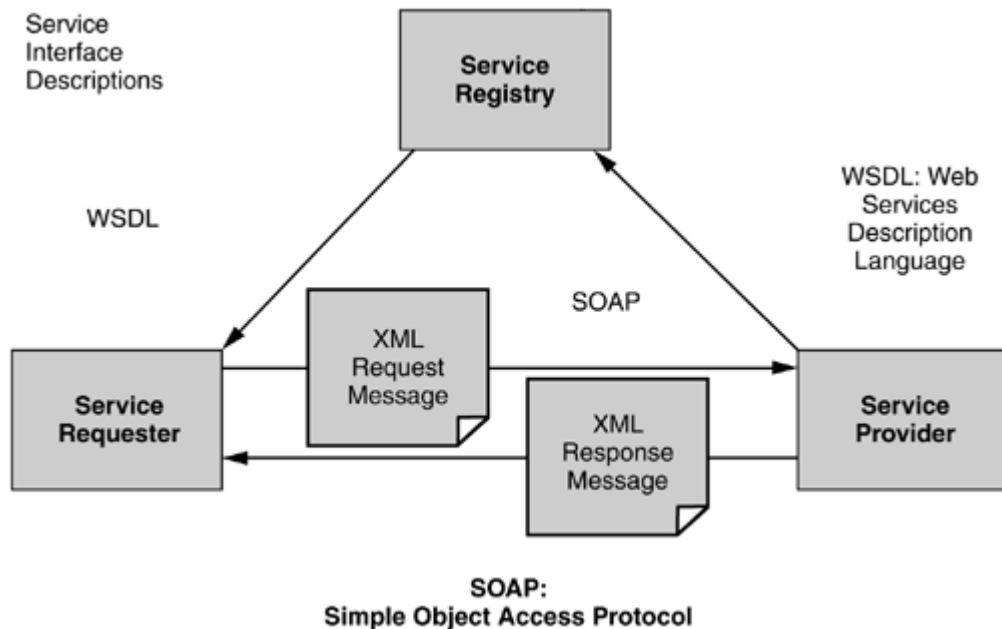 Service
Interface
Descriptions
Service
Registry
WSDL
WSDL: Web
Services
Description
Language
SOAP
XML
Request
Message
Service
Requester
XML
Response
Message
Service
Provider
SOAP:
Simple Object Access Protocol